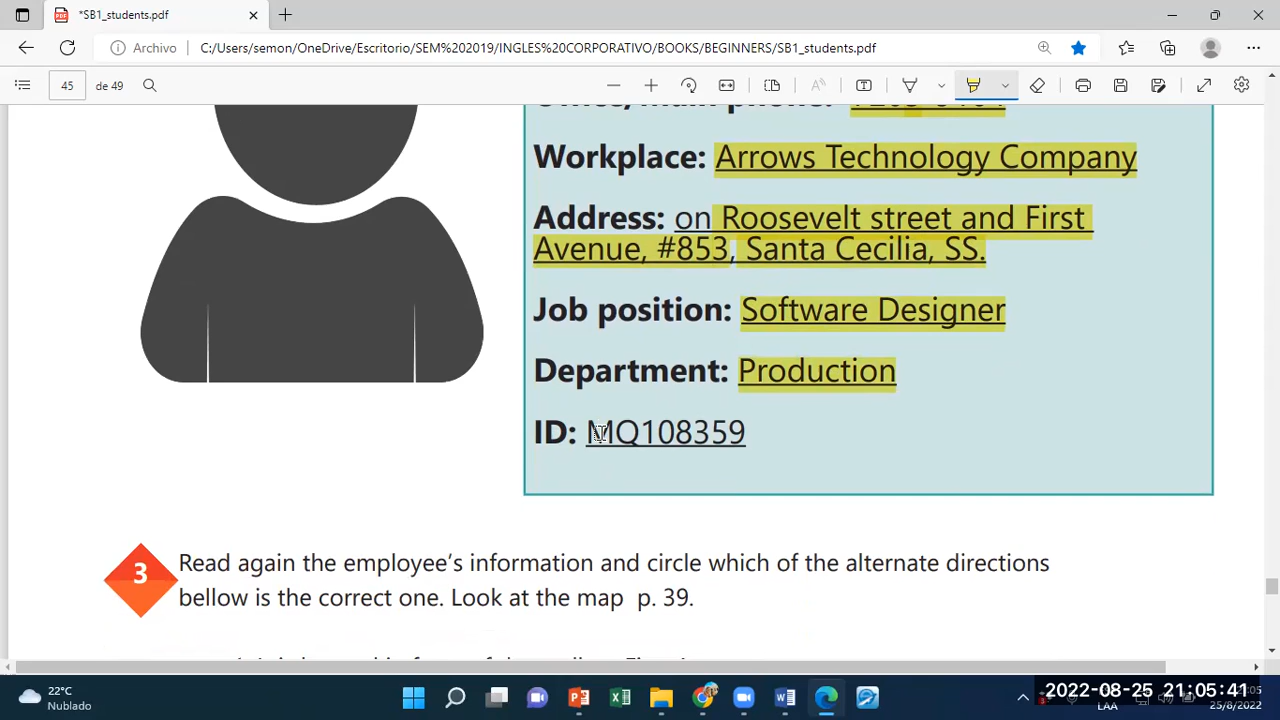 *SB1_students.pdf
Archivo
C:/Users/semon/OneDrive/Escritorio/SEM%202019/INGLES%20CORPORATIVO/BOOKS/BEGINNERS/SB1_students.pdf
45 de 49
Workplace: Arrows Technology Company
Address: on Roosevelt street and First
Avenue, #853, Santa Cecilia, SS.
Job position: Software Designer
Department: Production
ID: MQ108359
3
Read again the employee's information and circle which of the alternate directions
bellow is the correct one. Look at the map p. 39.
22°C
Nublado
LAA
2022-08-25 21:05:41
25/8/2022